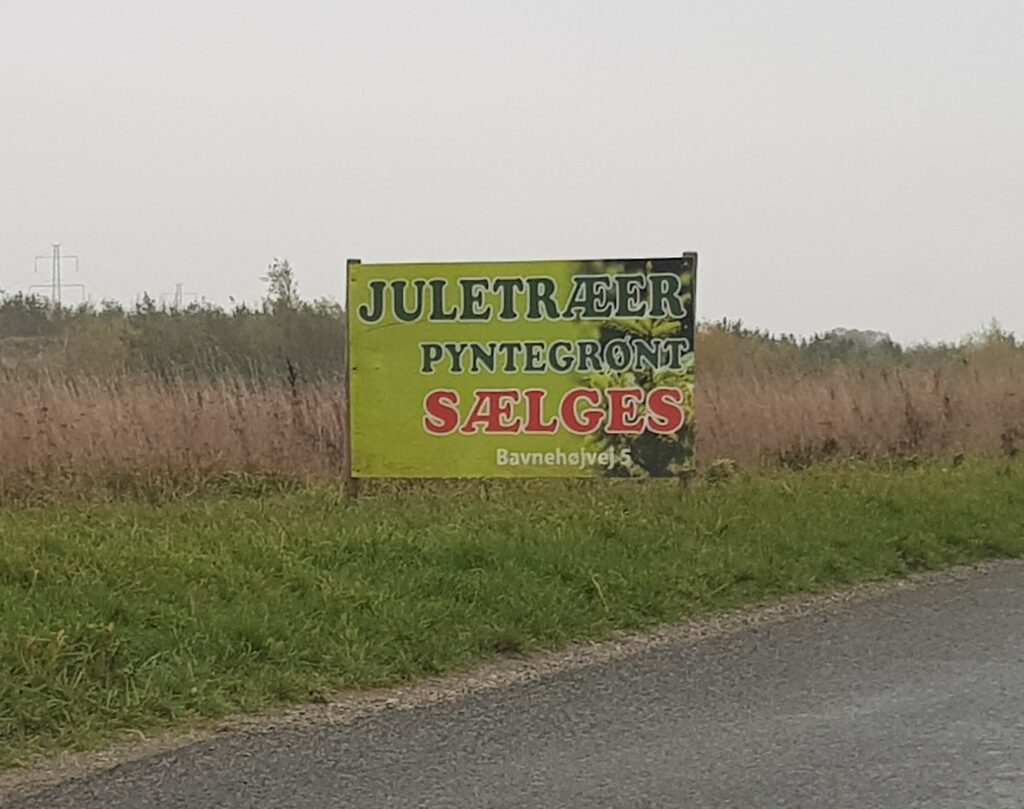 JULETRÆER
PYNTEGRØNT
SÆLGES
Bavnehøjvej 5